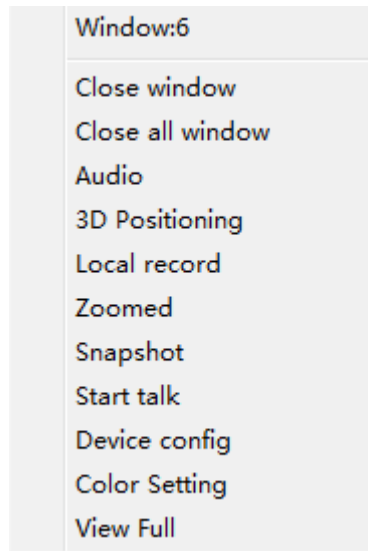 Window:6
Close window
Close all window
Audio
3D Positioning
Local record
Zoomed
Snapshot
Start talk
Device config
Color Setting
View Full